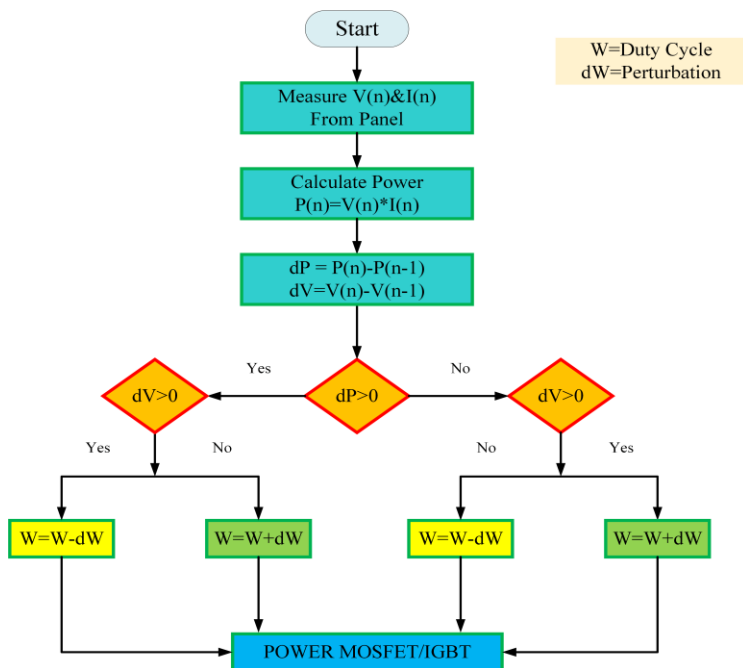 Start
W=Duty Cycle
dW=Perturbation
Measure V(n)&I(n)
From Panel
Calculate Power
P(n)=V(n)*I(n)
dP = P(n)-P(n-1)
dV=V(n)-V(n-1)
Yes
No
dV>0
dP>0
dV>0
Yes
No
No
Yes
W=W-dW
W=W+dW
W=W-dW
W=W+dW
POWER MOSFET/IGBT